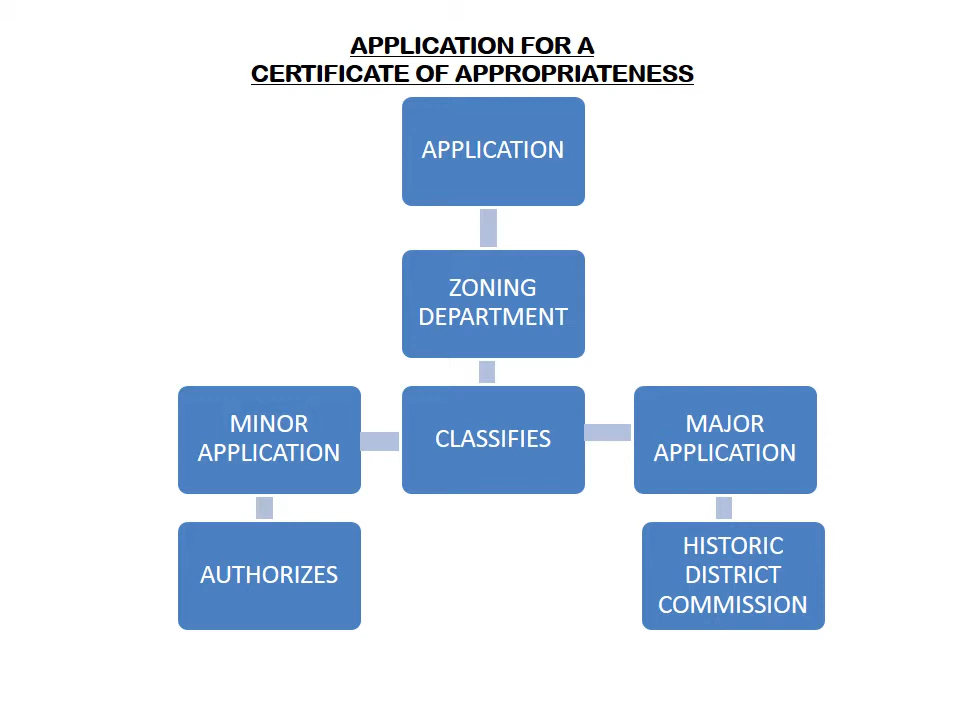 APPLICATION FOR A
CERTIFICATE OF APPROPRIATENESS
APPLICATION
ZONING
DEPARTMENT
MINOR
APPLICATION
CLASSIFIES
MAJOR
APPLICATION
AUTHORIZES
HISTORIC
DISTRICT
COMMISSION